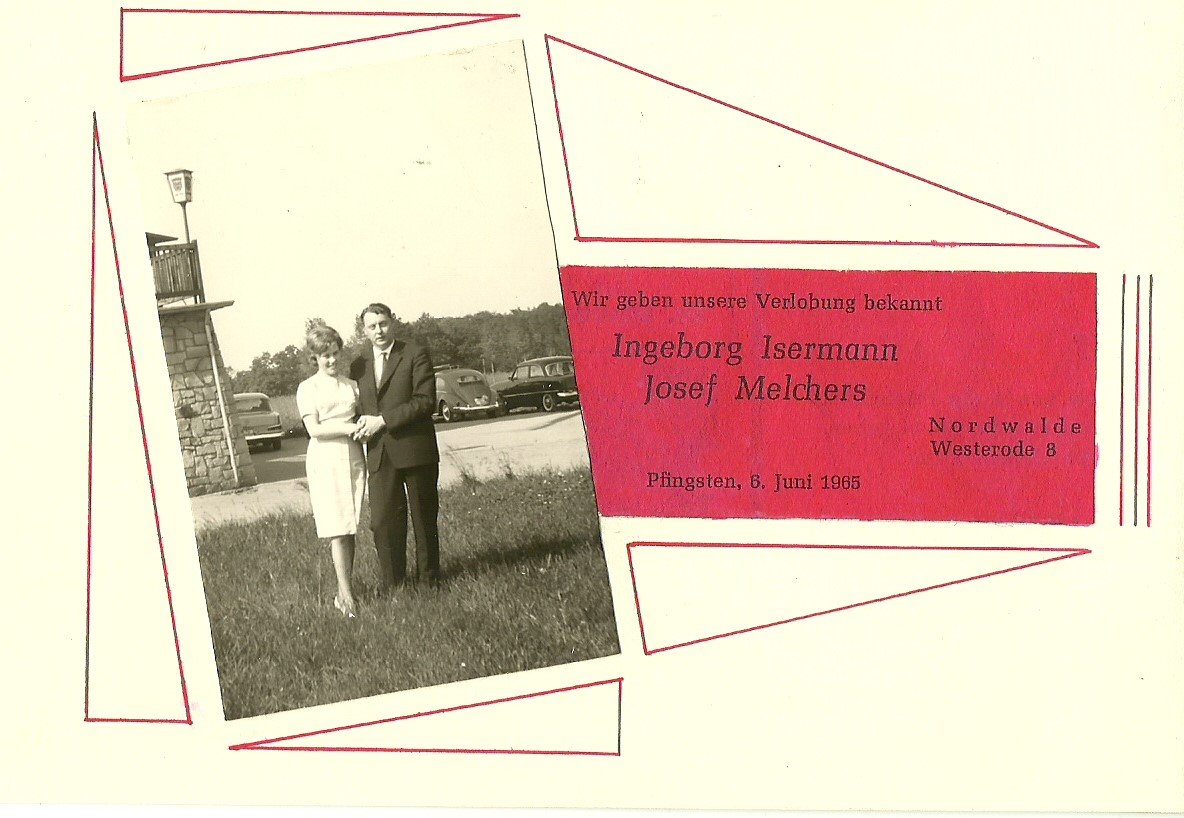 Wir geben unsere Verlobung bekannt
Ingeborg Isermann
Josef Melchers
Nordwalde
Westerode 8
Pfingsten, 6. Juni 1965